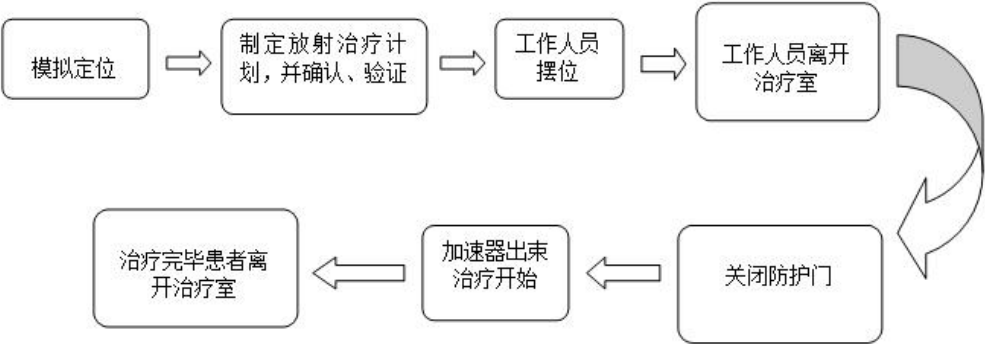 模拟定位
制定放射治疗计
划，并确认、验证
工作人员
摆位
工作人员离开
治疗室
关闭防护门
加速器出束
治疗开始
治疗完毕患者离
开治疗室